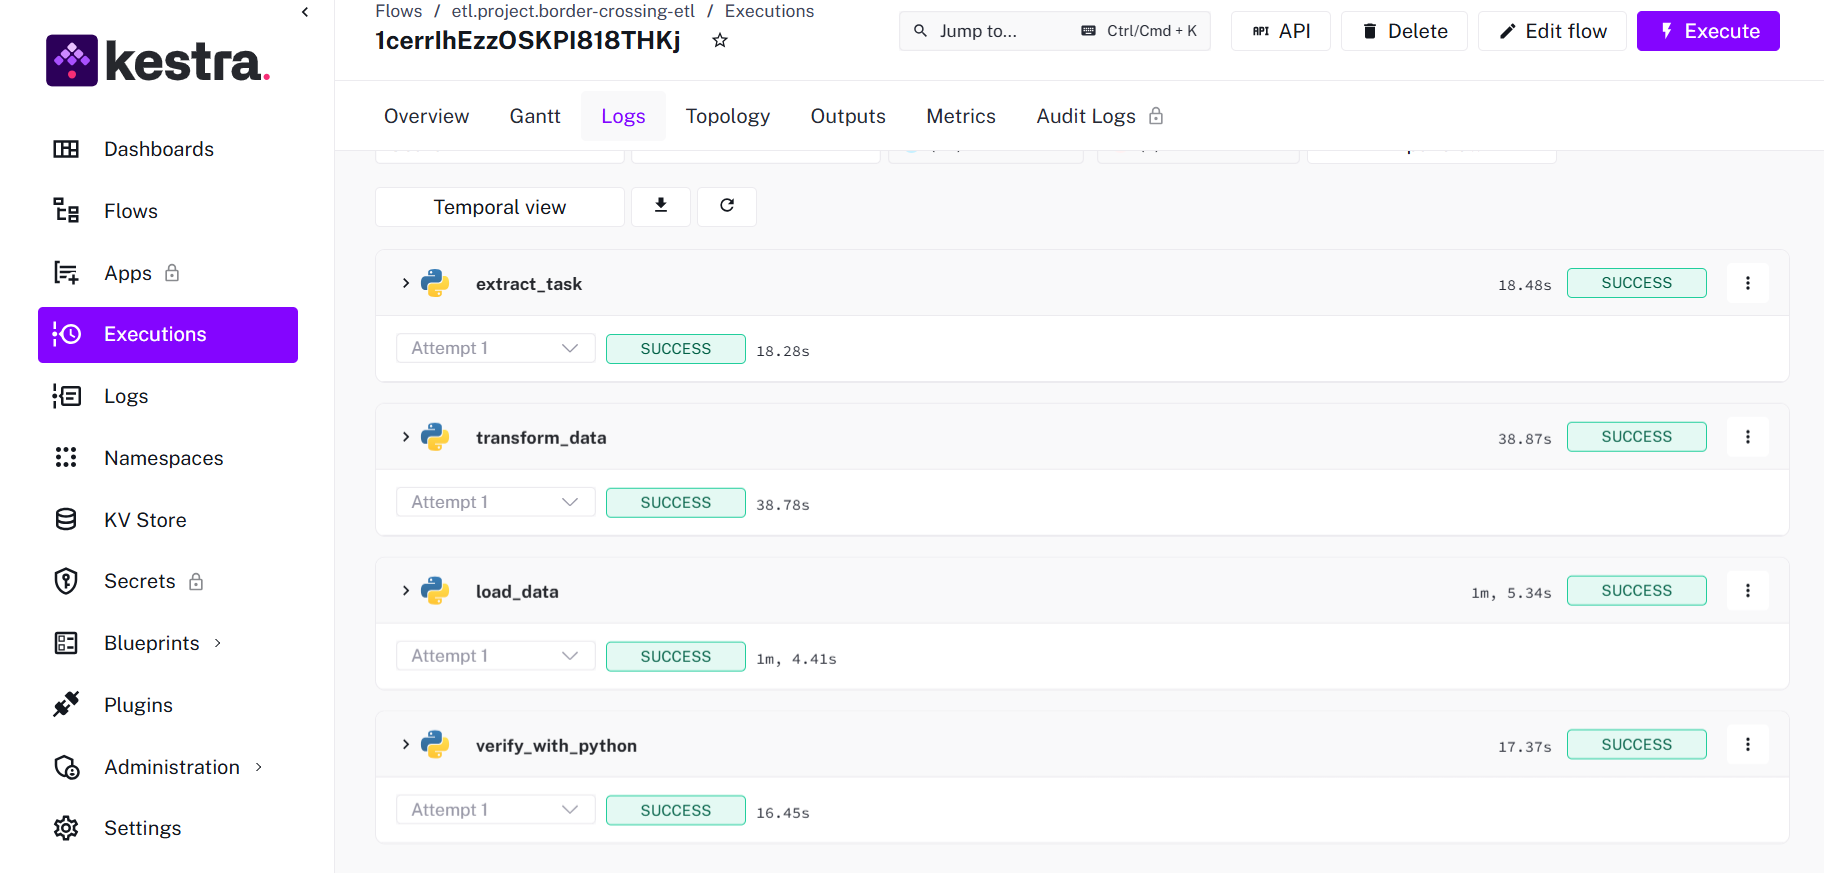 kestra.
Dashboards
Flows
Apps
Executions
Logs
Namespaces
KV Store
Secrets
Blueprints
Plugins
Administration
Settings
Flows / etl.project.border-crossing-etl / Executions
Jump to... Ctrl/Cmd + K
API API
Delete
Edit flow
Execute
Overview Gantt Logs Topology Outputs Metrics Audit Logs
Temporal view
extract_task 18.48s SUCCESS
Attempt 1 SUCCESS 18.28s
transform_data 38.87s SUCCESS
Attempt 1 SUCCESS 38.78s
load_data 1m, 5.34s SUCCESS
Attempt 1 SUCCESS 1m, 4.41s
verify_with_python 17.37s SUCCESS
Attempt 1 SUCCESS 16.45s